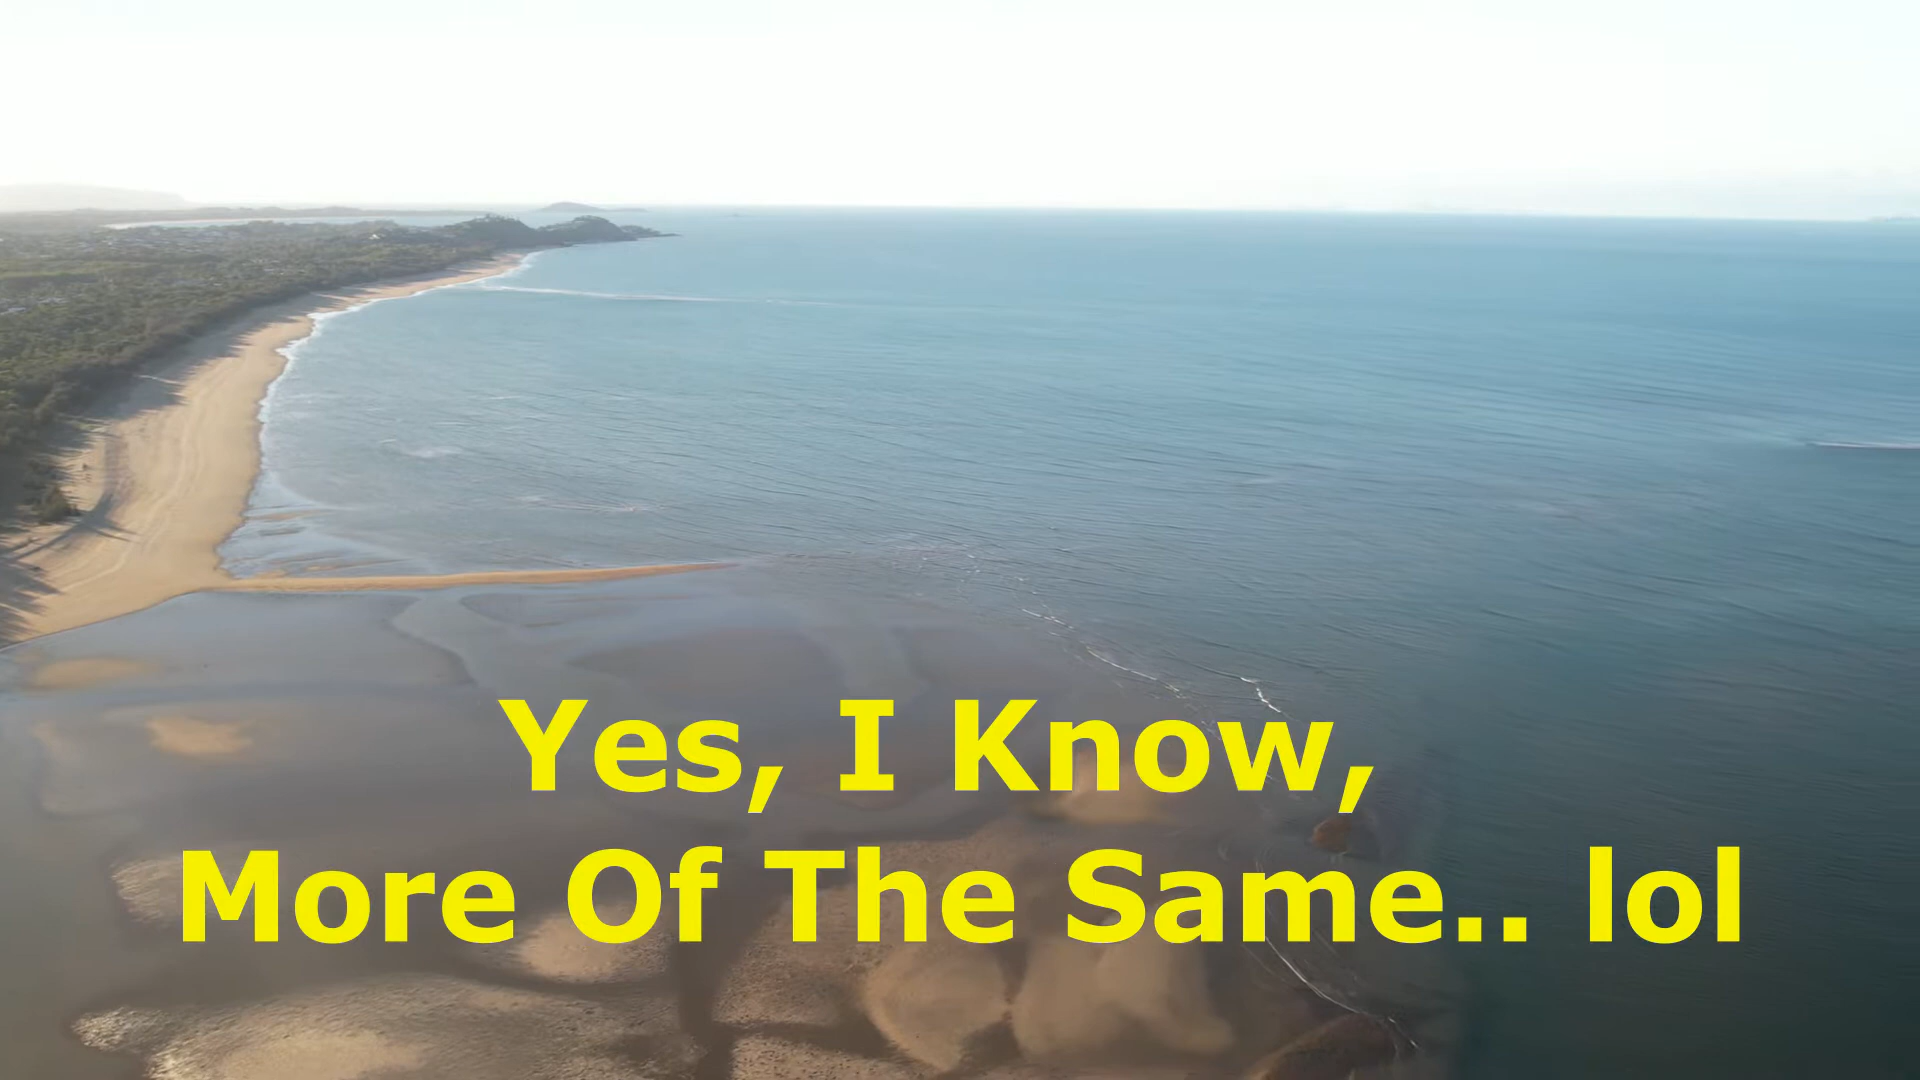 Yes, I Know,
More Of The Same.. lol